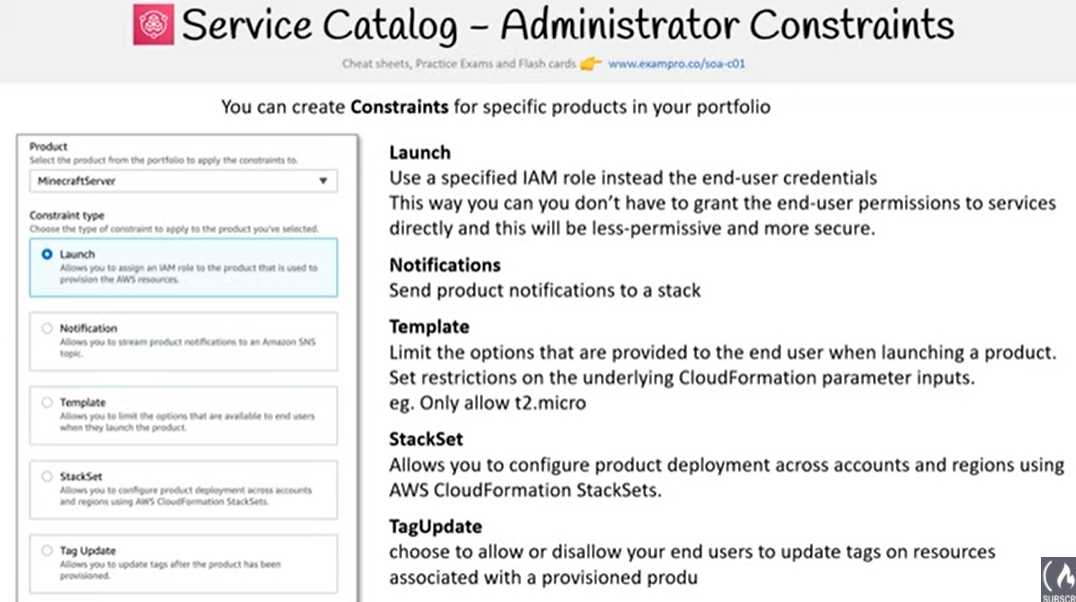 Service Catalog – Administrator Constraints
Cheat sheets, Practice Exams and Flash cards 👉 www.exampro.co/soa-c01
You can create Constraints for specific products in your portfolio
Product
Select the product from the portfolio to apply the constraints to.
MinecraftServer
Constraint type
Choose the type of constraint to apply to the product you've selected.
Launch
Allows you to assign an IAM role to the product that is used to
provision the AWS resources.
Notification
Allows you to stream product notifications to an Amazon SNS
topic.
Template
Allows you to limit the options that are available to end users
when they launch the product.
StackSet
Allows you to configure product deployment across accounts
and regions using AWS CloudFormation StackSets.
Tag Update
Allows you to update tags after the product has been
provisioned.
Launch
Use a specified IAM role instead the end-user credentials
This way you can you don't have to grant the end-user permissions to services
directly and this will be less-permissive and more secure.
Notifications
Send product notifications to a stack
Template
Limit the options that are provided to the end user when launching a product.
Set restrictions on the underlying CloudFormation parameter inputs.
eg. Only allow t2.micro
StackSet
Allows you to configure product deployment across accounts and regions using
AWS CloudFormation StackSets.
TagUpdate
choose to allow or disallow your end users to update tags on resources
associated with a provisioned produ
SUBSCR